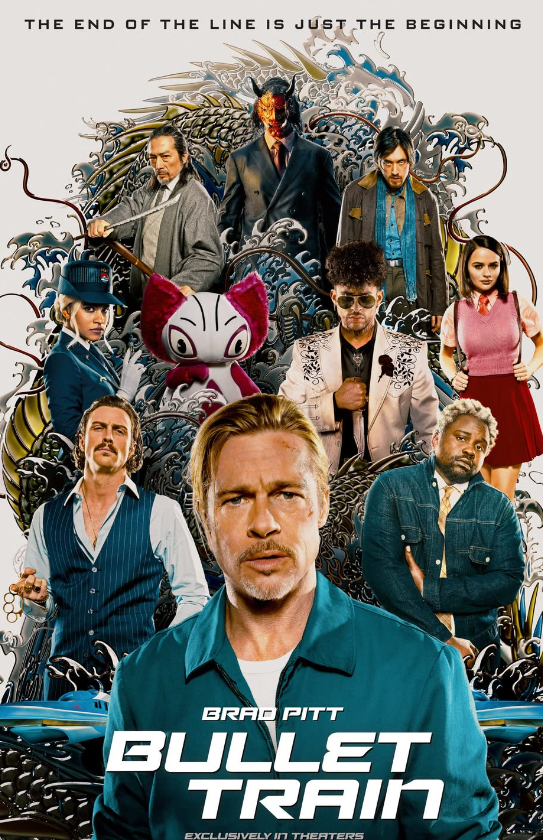 THE END OF THE LINE IS JUST THE BEGINNING
BRAD PITT
BULLET
TRAIN
EXCLUSIVELY IN THEATERS